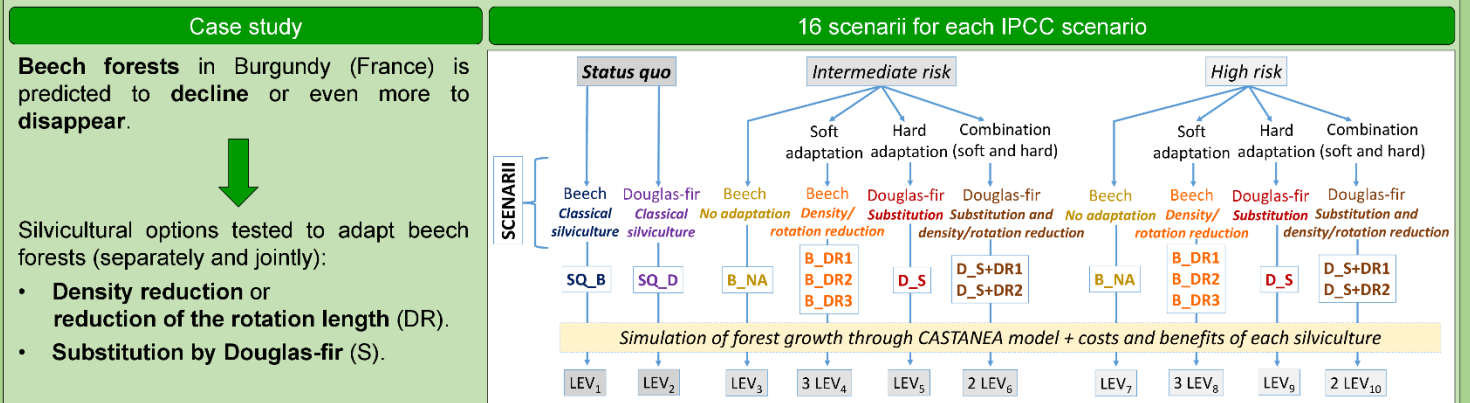 Case study
Beech forests in Burgundy (France) is
predicted to decline or even more to
disappear.
Silvicultural options tested to adapt beech
forests (separately and jointly):
• Density reduction or
reduction of the rotation length (DR).
• Substitution by Douglas-fir (S).
16 scenarii for each IPCC scenario
Status quo
Intermediate risk
High risk
Soft
adaptation
Hard
adaptation
Combination
(soft and hard)
Soft
adaptation
Hard
adaptation
Combination
(soft and hard)
SCENARII
Beech
Classical
silviculture
Douglas-fir
Classical
silviculture
Beech
No adaptation
Beech
Density/
rotation reduction
Douglas-fir
Substitution
Douglas-fir
Substitution and
density/rotation reduction
Beech
No adaptation
Beech
Density/
rotation reduction
Douglas-fir
Substitution
Douglas-fir
Substitution and
density/rotation reduction
SQ_B
SQ_D
B_NA
B_DR1
B_DR2
B_DR3
D_S
D_S+DR1
D_S+DR2
B_NA
B_DR1
B_DR2
B_DR3
D_S
D_S+DR1
D_S+DR2
Simulation of forest growth through CASTANEA model + costs and benefits of each silviculture
LEV₁
LEV₂
LEV₃
3 LEV₄
LEV₅
2 LEV₆
LEV₇
3 LEV₈
LEV₉
2 LEV₁₀